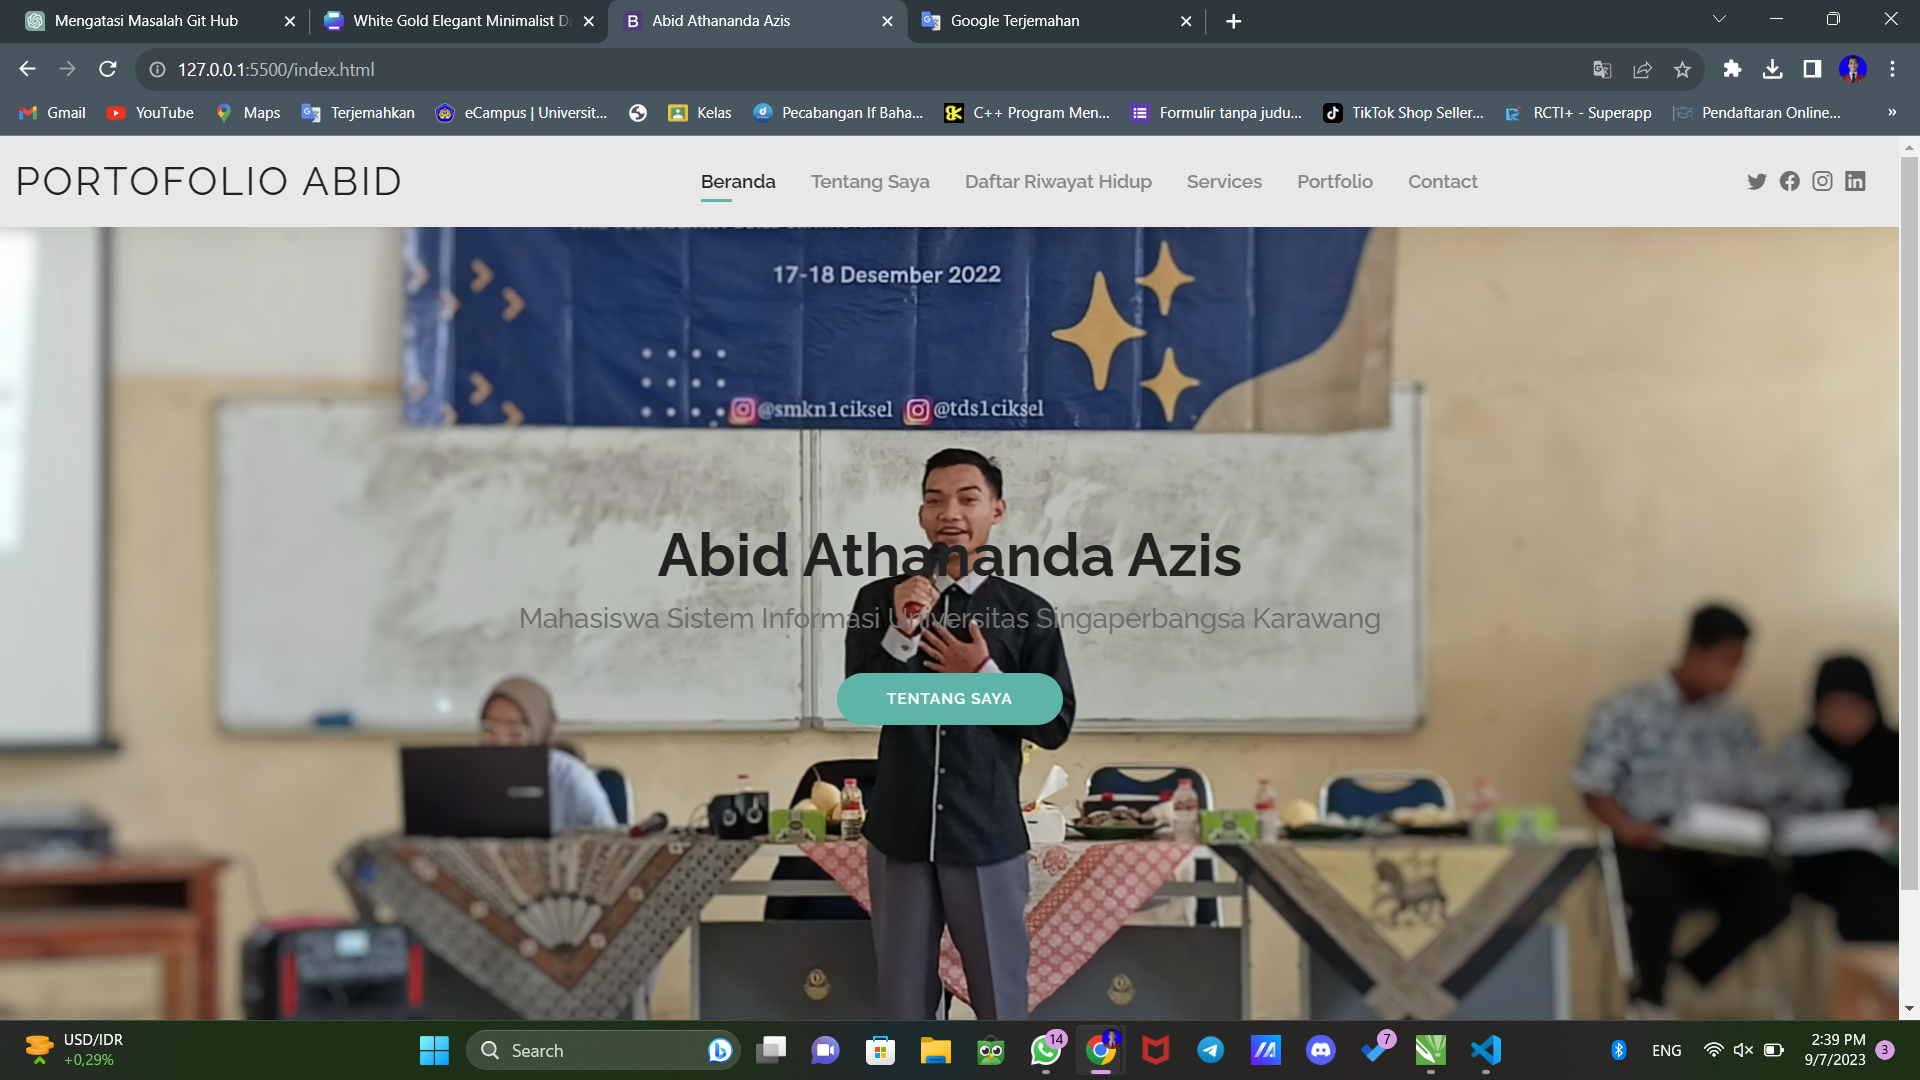 Mengatasi Masalah Git Hub
White Gold Elegant Minimalist D
Abid Athananda Azis
Google Terjemahan
127.0.0.1:5500/index.html
Gmail
YouTube
Maps
Terjemahkan
eCampus | Universit...
Kelas
Pecabangan If Baha...
C++ Program Men...
Formulir tanpa judu...
TikTok Shop Seller...
RCTI+ - Superapp
Pendaftaran Online...
»
PORTOFOLIO ABID
Beranda
Tentang Saya
Daftar Riwayat Hidup
Services
Portfolio
Contact
17-18 Desember 2022
@smkn1ciksel
@tds1ciksel
Abid Athananda Azis
Mahasiswa Sistem Informasi Universitas Singaperbangsa Karawang
TENTANG SAYA
USD/IDR
+0,29%
Search
14
7
ENG
2:39 PM
9/7/2023
3